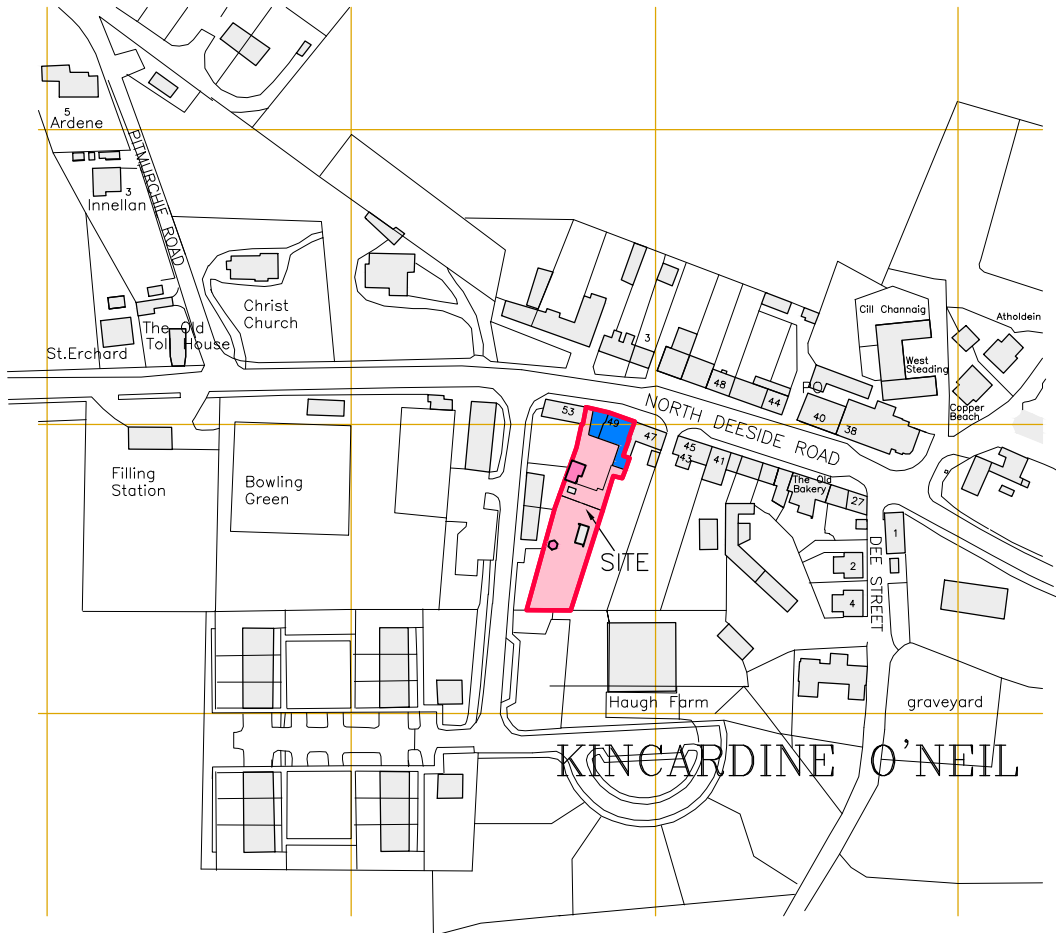 5
Ardene
3
Innellan
PITMURCHIE ROAD
Christ
Church
The Old
Toll House
St.Erchard
Filling
Station
Bowling
Green
53
49
47
45
43
41
The Old
Bakery
27
NORTH DEESIDE ROAD
3
48
44
PO
40
38
Cill Channaig
West
Steading
Atholdein
Copper
Beach
SITE
DEE STREET
1
2
4
Haugh Farm
graveyard
KINCARDINE O'NEIL